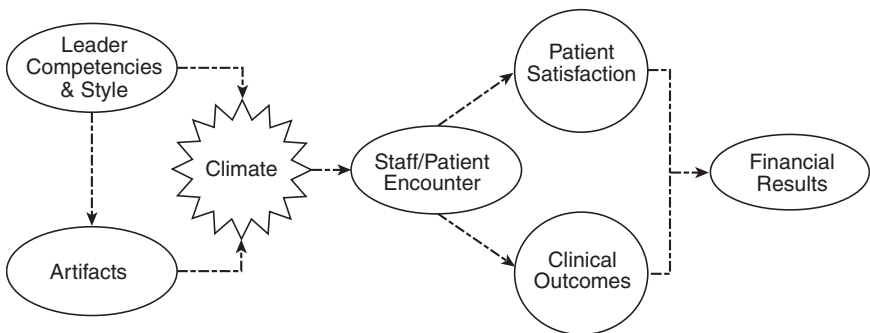 Leader
Competencies
& Style
Artifacts
Climate
Staff/Patient
Encounter
Patient
Satisfaction
Clinical
Outcomes
Financial
Results